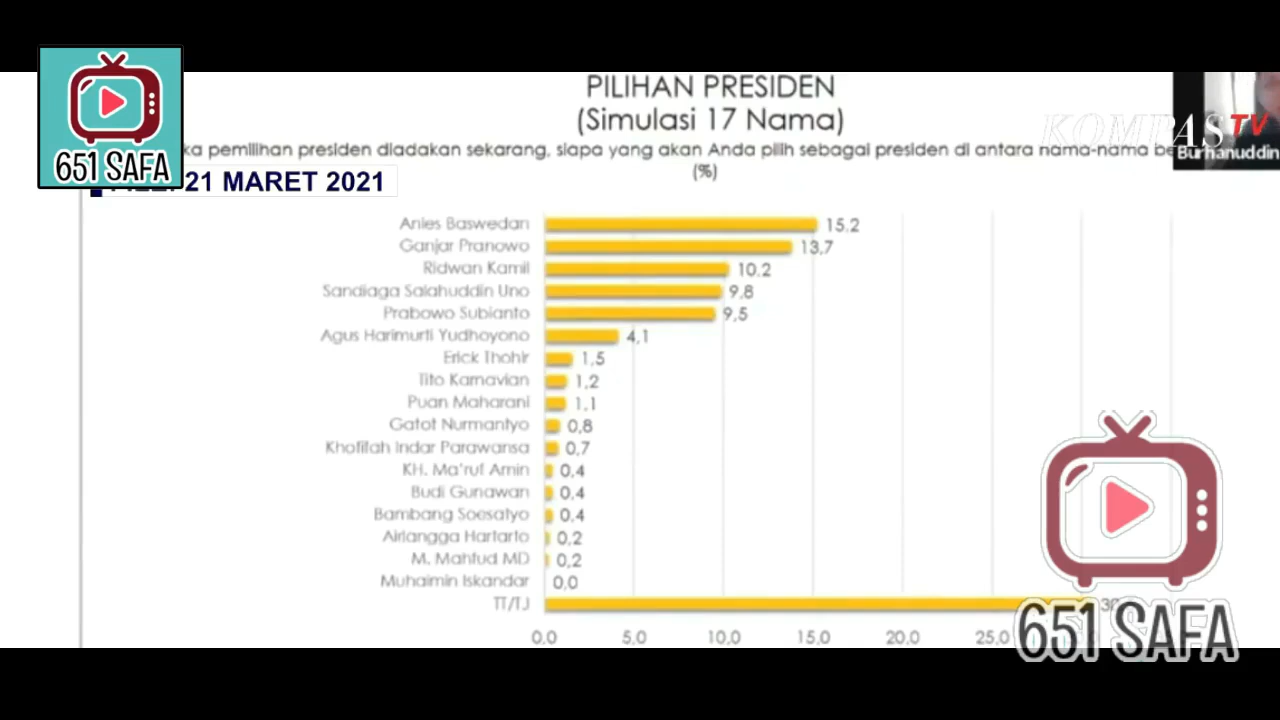 PILIHAN PRESIDEN
(Simulasi 17 Nama)
pemilihan presiden diadakan sekarang, siapa yang akan Anda pilih sebagai presiden di antara nama-nama
(%)
KOMPAS TV
Burhanuddin
651 SAFA
21 MARET 2021
Anies Baswedan 15,2
Ganjar Pranowo 13,7
Ridwan Kamil 10,2
Sandiaga Salahuddin Uno 9,8
Prabowo Subianto 9,5
Agus Harimurti Yudhoyono 4,1
Erick Thohir 1,5
Tito Karnavian 1,2
Puan Maharani 1,1
Gatot Nurmantyo 0,8
Khofifah Indar Parawansa 0,7
KH. Ma'ruf Amin 0,4
Budi Gunawan 0,4
Bambang Soesatyo 0,4
Airlangga Hartarto 0,2
M. Mahfud MD 0,2
Muhaimin Iskandar 0,0
TT/TJ
0,0 5,0 10,0 15,0 20,0 25,0
651 SAFA